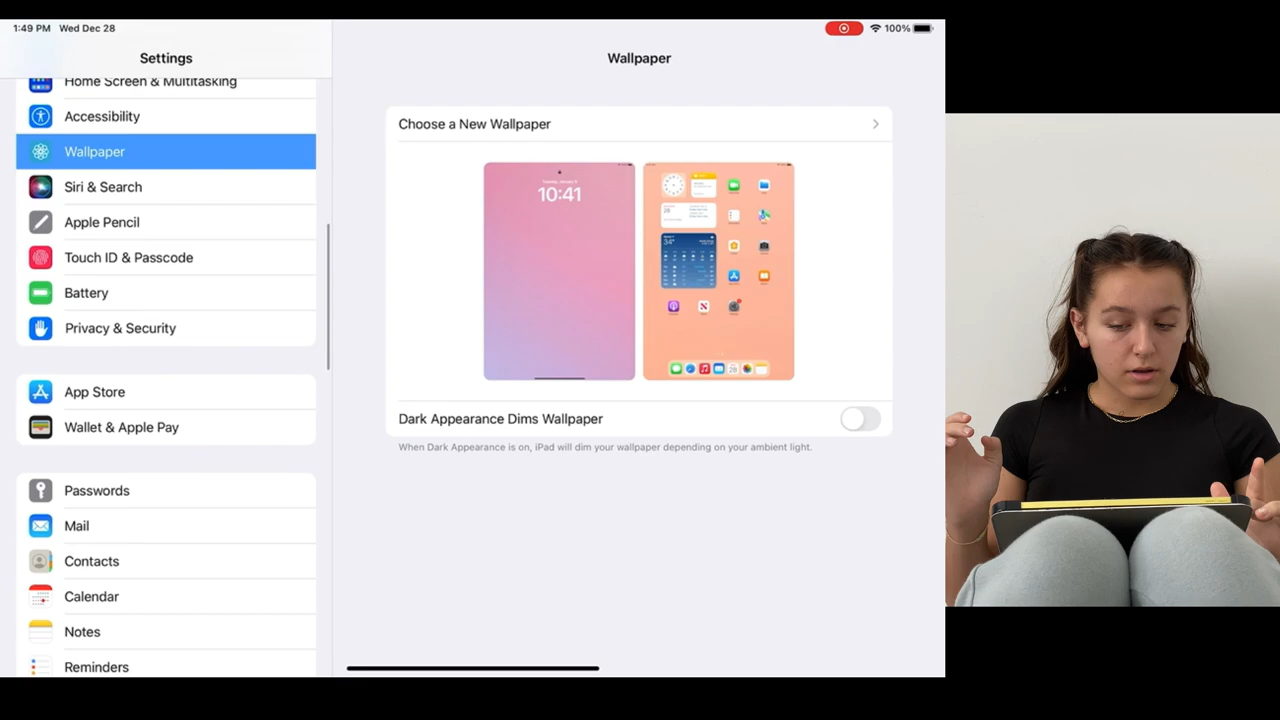 1:49 PM Wed Dec 28
100%
Settings
Home Screen & Multitasking
Accessibility
Wallpaper
Siri & Search
Apple Pencil
Touch ID & Passcode
Battery
Privacy & Security
App Store
Wallet & Apple Pay
Passwords
Mail
Contacts
Calendar
Notes
Reminders
Wallpaper
Choose a New Wallpaper
10:41
34°
28
Dark Appearance Dims Wallpaper
When Dark Appearance is on, iPad will dim your wallpaper depending on your ambient light.